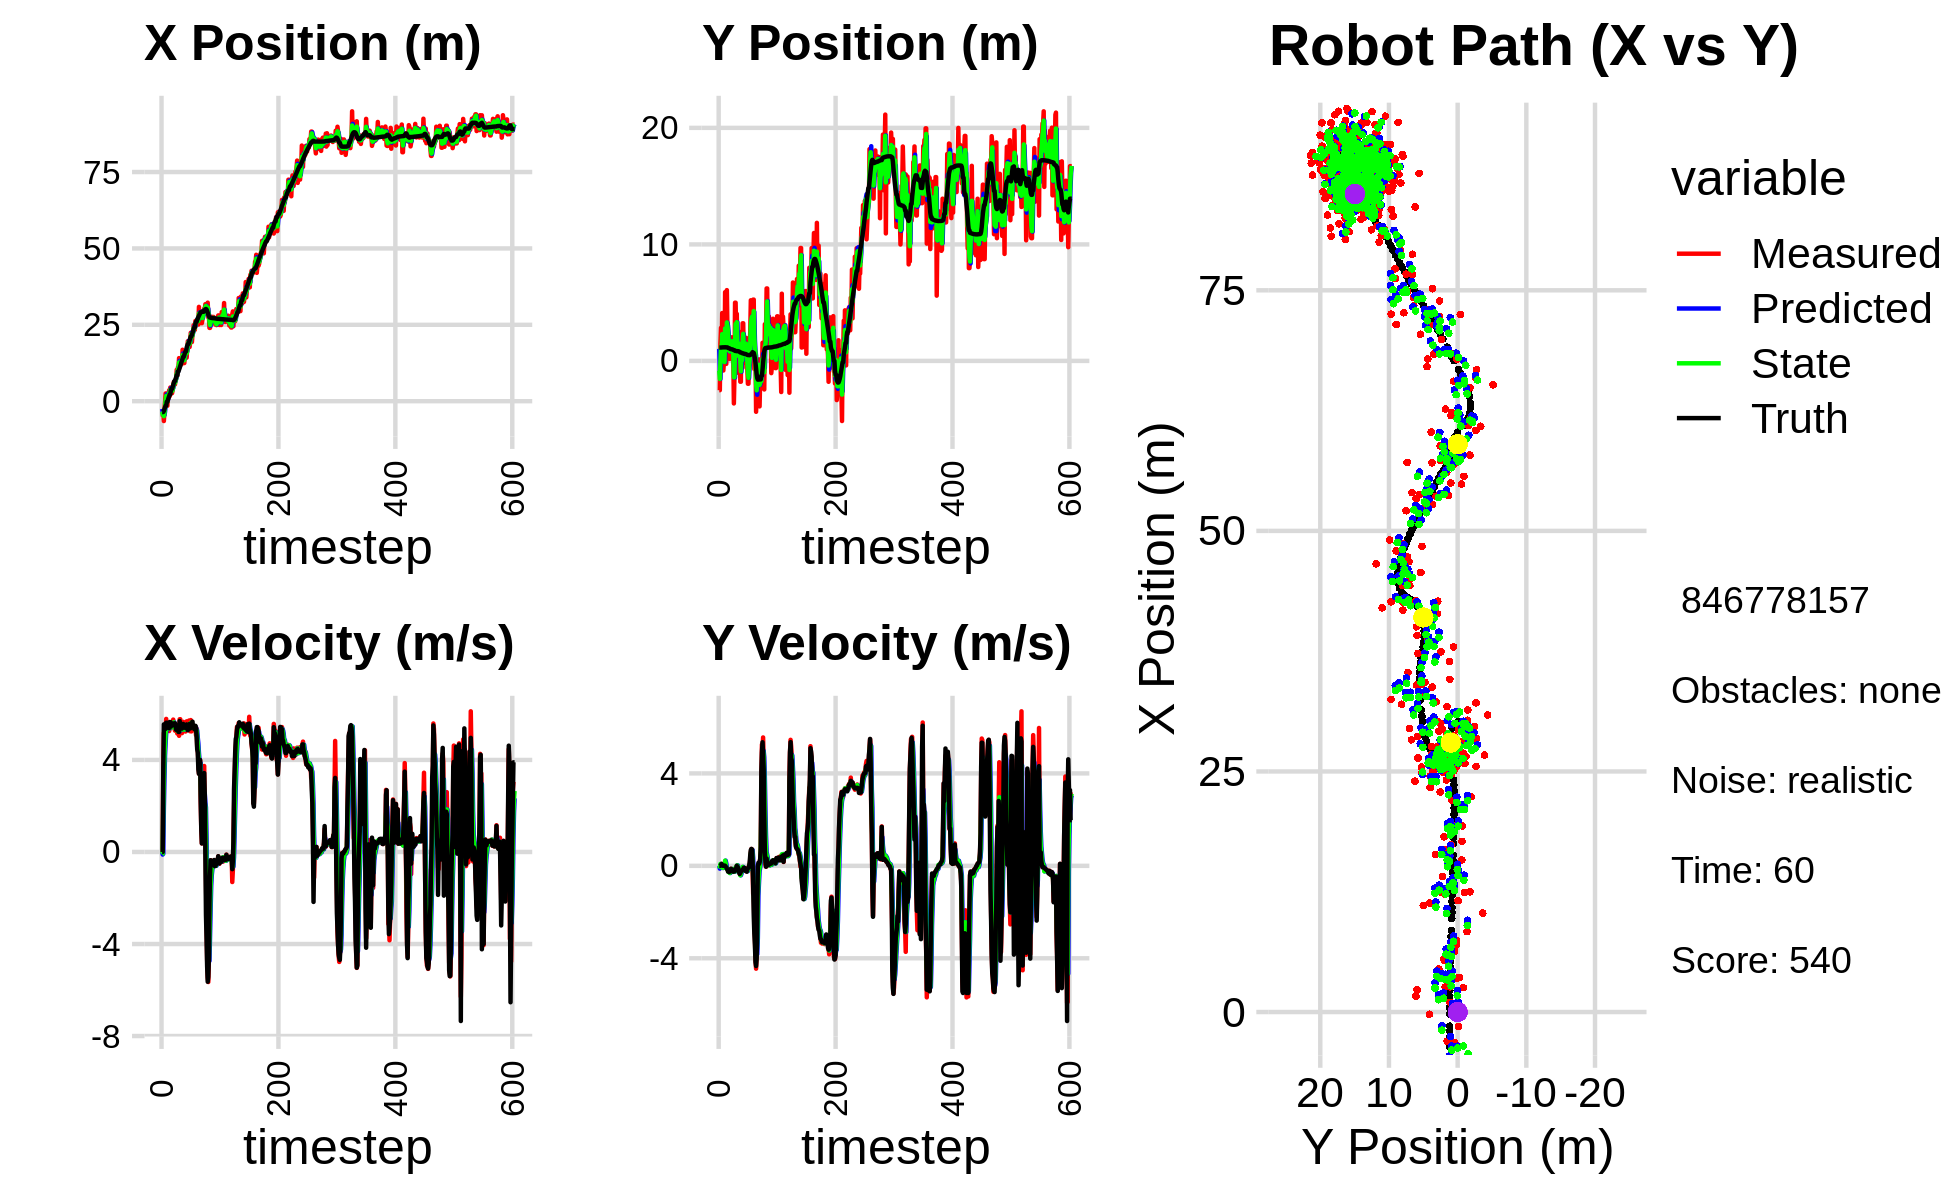 X Position (m)
75
50
25
0
0
200
400
600
timestep
Y Position (m)
20
10
0
0
200
400
600
timestep
X Velocity (m/s)
4
0
-4
-8
0
200
400
600
timestep
Y Velocity (m/s)
4
0
-4
0
200
400
600
timestep
Robot Path (X vs Y)
X Position (m)
75
50
25
0
20 10 0 -10 -20
Y Position (m)
variable
Measured
Predicted
State
Truth
846778157
Obstacles: none
Noise: realistic
Time: 60
Score: 540